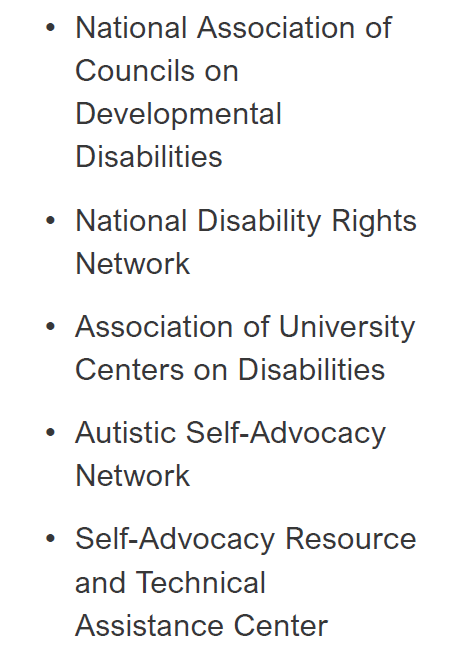 • National Association of
Councils on
Developmental
Disabilities
• National Disability Rights
Network
• Association of University
Centers on Disabilities
• Autistic Self-Advocacy
Network
• Self-Advocacy Resource
and Technical
Assistance Center